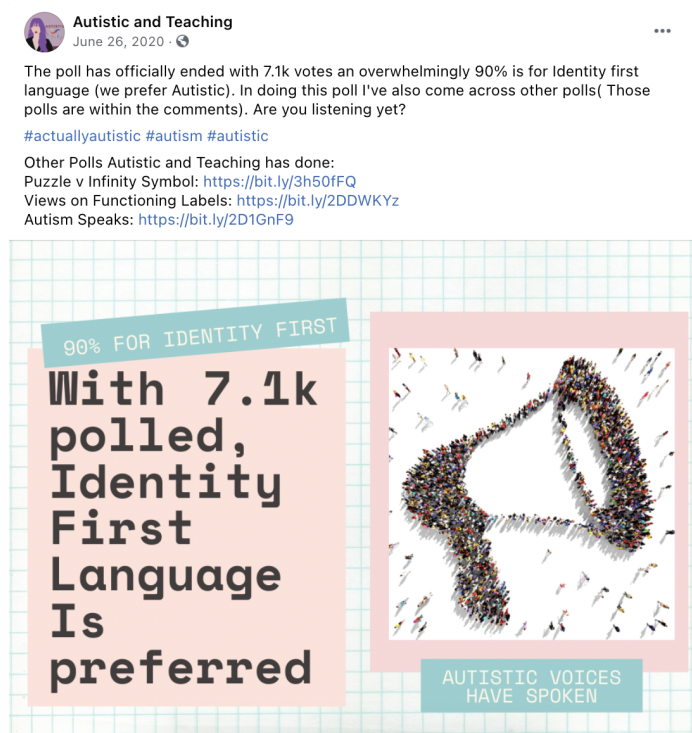 Autistic and Teaching
June 26, 2020 ·
The poll has officially ended with 7.1k votes an overwhelmingly 90% is for Identity first
language (we prefer Autistic). In doing this poll I've also come across other polls( Those
polls are within the comments). Are you listening yet?
#actuallyautistic #autism #autistic
Other Polls Autistic and Teaching has done:
Puzzle v Infinity Symbol: https://bit.ly/3h50fFQ
Views on Functioning Labels: https://bit.ly/2DDWKYz
Autism Speaks: https://bit.ly/2D1GnF9
90% FOR IDENTITY FIRST
With 7.1k
polled,
Identity
First
Language
Is
preferred
AUTISTIC VOICES
HAVE SPOKEN